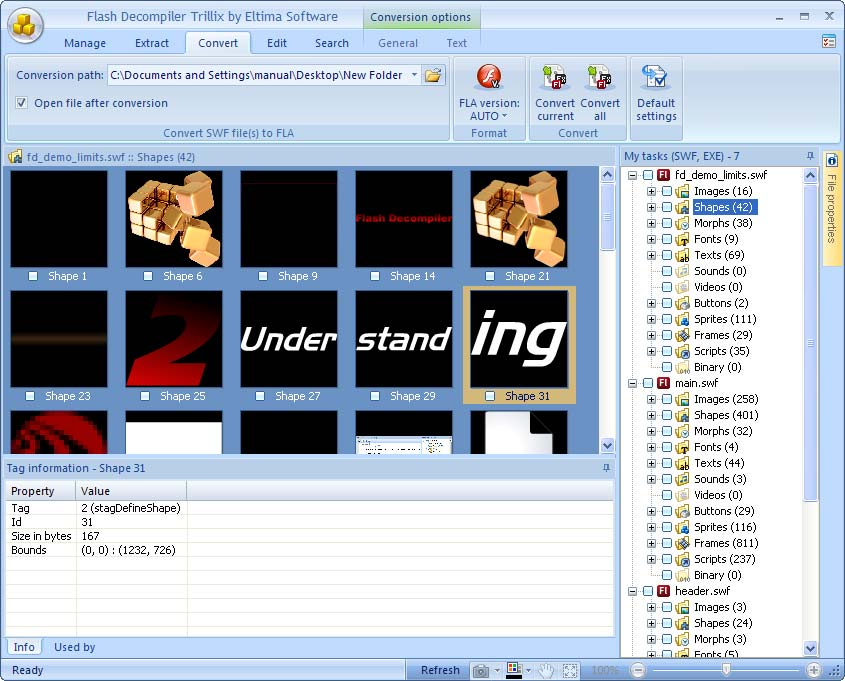 Flash Decompiler Trillix by Eltima Software
Conversion options
Manage Extract Convert Edit Search General Text
Conversion path: C:\Documents and Settings\manual\Desktop\New Folder
Open file after conversion
Convert SWF file(s) to FLA
FLA version:
AUTO
Format
Convert current
Convert all
Convert
Default settings
fd_demo_limits.swf :: Shapes (42)
Flash Decompiler
Shape 1 Shape 6 Shape 9 Shape 14 Shape 21
2 Under stand ing
Shape 23 Shape 25 Shape 27 Shape 29 Shape 31
Tag information - Shape 31
Property Value
Tag 2 (stagDefineShape)
Id 31
Size in bytes 167
Bounds (0, 0) : (1232, 726)
Info Used by
My tasks (SWF, EXE) - 7
fd_demo_limits.swf
Images (16)
Shapes (42)
Morphs (38)
Fonts (9)
Texts (69)
Sounds (0)
Videos (0)
Buttons (2)
Sprites (111)
Frames (29)
Scripts (35)
Binary (0)
main.swf
Images (258)
Shapes (401)
Morphs (32)
Fonts (4)
Texts (44)
Sounds (3)
Videos (0)
Buttons (29)
Sprites (116)
Frames (811)
Scripts (237)
Binary (0)
header.swf
Images (3)
Shapes (24)
Morphs (3)
Fonts (5)
File properties
Ready
Refresh
100%